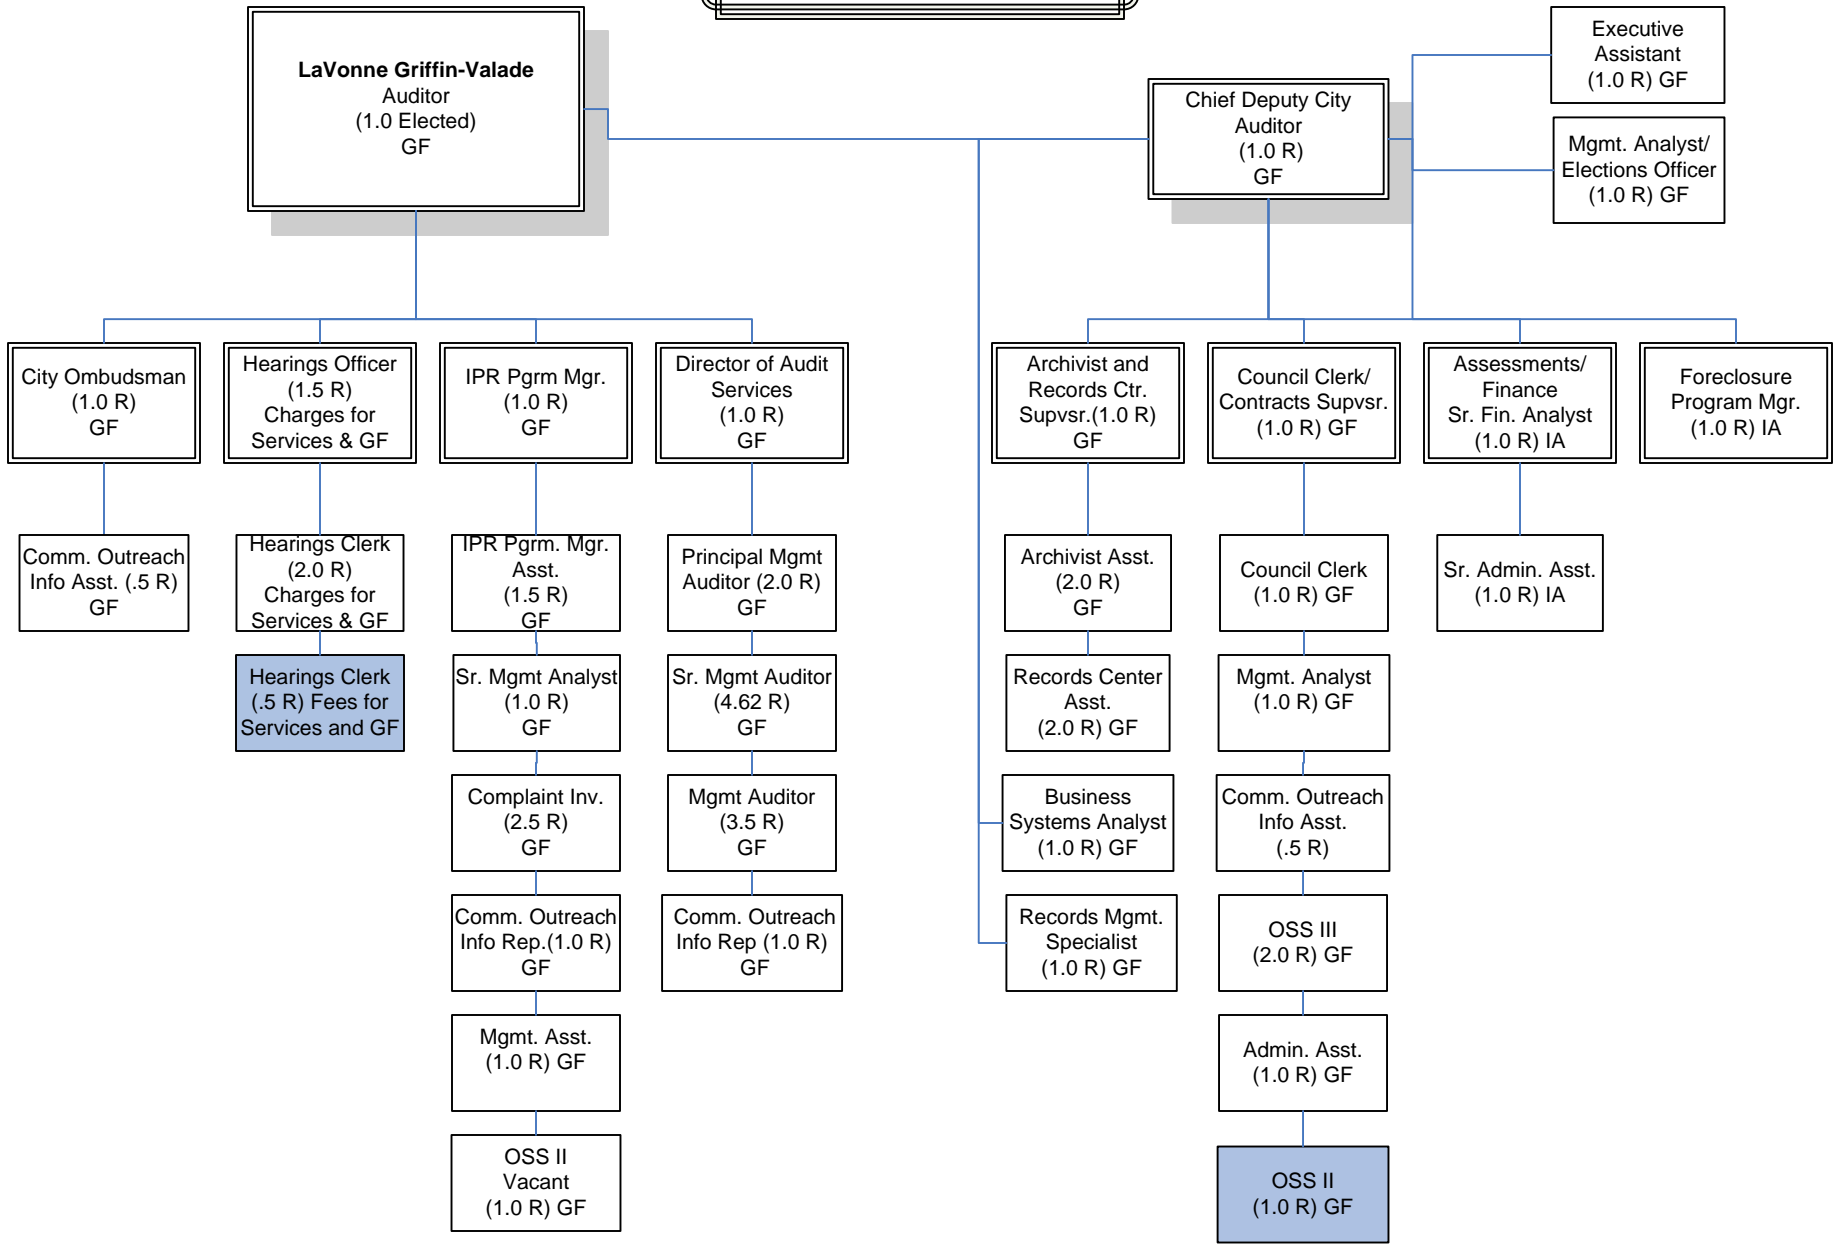 LaVonne Griffin-Valade
Auditor
(1.0 Elected)
GF
Chief Deputy City
Auditor
(1.0 R)
GF
Executive
Assistant
(1.0 R) GF
Mgmt. Analyst/
Elections Officer
(1.0 R) GF
City Ombudsman
(1.0 R)
GF
Hearings Officer
(1.5 R)
Charges for
Services & GF
IPR Pgrm Mgr.
(1.0 R)
GF
Director of Audit
Services
(1.0 R)
GF
Archivist and
Records Ctr.
Supvsr.(1.0 R)
GF
Council Clerk/
Contracts Supvsr.
(1.0 R) GF
Assessments/
Finance
Sr. Fin. Analyst
(1.0 R) IA
Foreclosure
Program Mgr.
(1.0 R) IA
Comm. Outreach
Info Asst. (.5 R)
GF
Hearings Clerk
(2.0 R)
Charges for
Services & GF
IPR Pgrm. Mgr.
Asst.
(1.5 R)
GF
Principal Mgmt
Auditor (2.0 R)
GF
Archivist Asst.
(2.0 R)
GF
Council Clerk
(1.0 R) GF
Sr. Admin. Asst.
(1.0 R) IA
Hearings Clerk
(.5 R) Fees for
Services and GF
Sr. Mgmt Analyst
(1.0 R)
GF
Sr. Mgmt Auditor
(4.62 R)
GF
Records Center
Asst.
(2.0 R) GF
Mgmt. Analyst
(1.0 R) GF
Complaint Inv.
(2.5 R)
GF
Mgmt Auditor
(3.5 R)
GF
Business
Systems Analyst
(1.0 R) GF
Comm. Outreach
Info Asst.
(.5 R)
Comm. Outreach
Info Rep.(1.0 R)
GF
Comm. Outreach
Info Rep (1.0 R)
GF
Records Mgmt.
Specialist
(1.0 R) GF
OSS III
(2.0 R) GF
Mgmt. Asst.
(1.0 R) GF
Admin. Asst.
(1.0 R) GF
OSS II
Vacant
(1.0 R) GF
OSS II
(1.0 R) GF